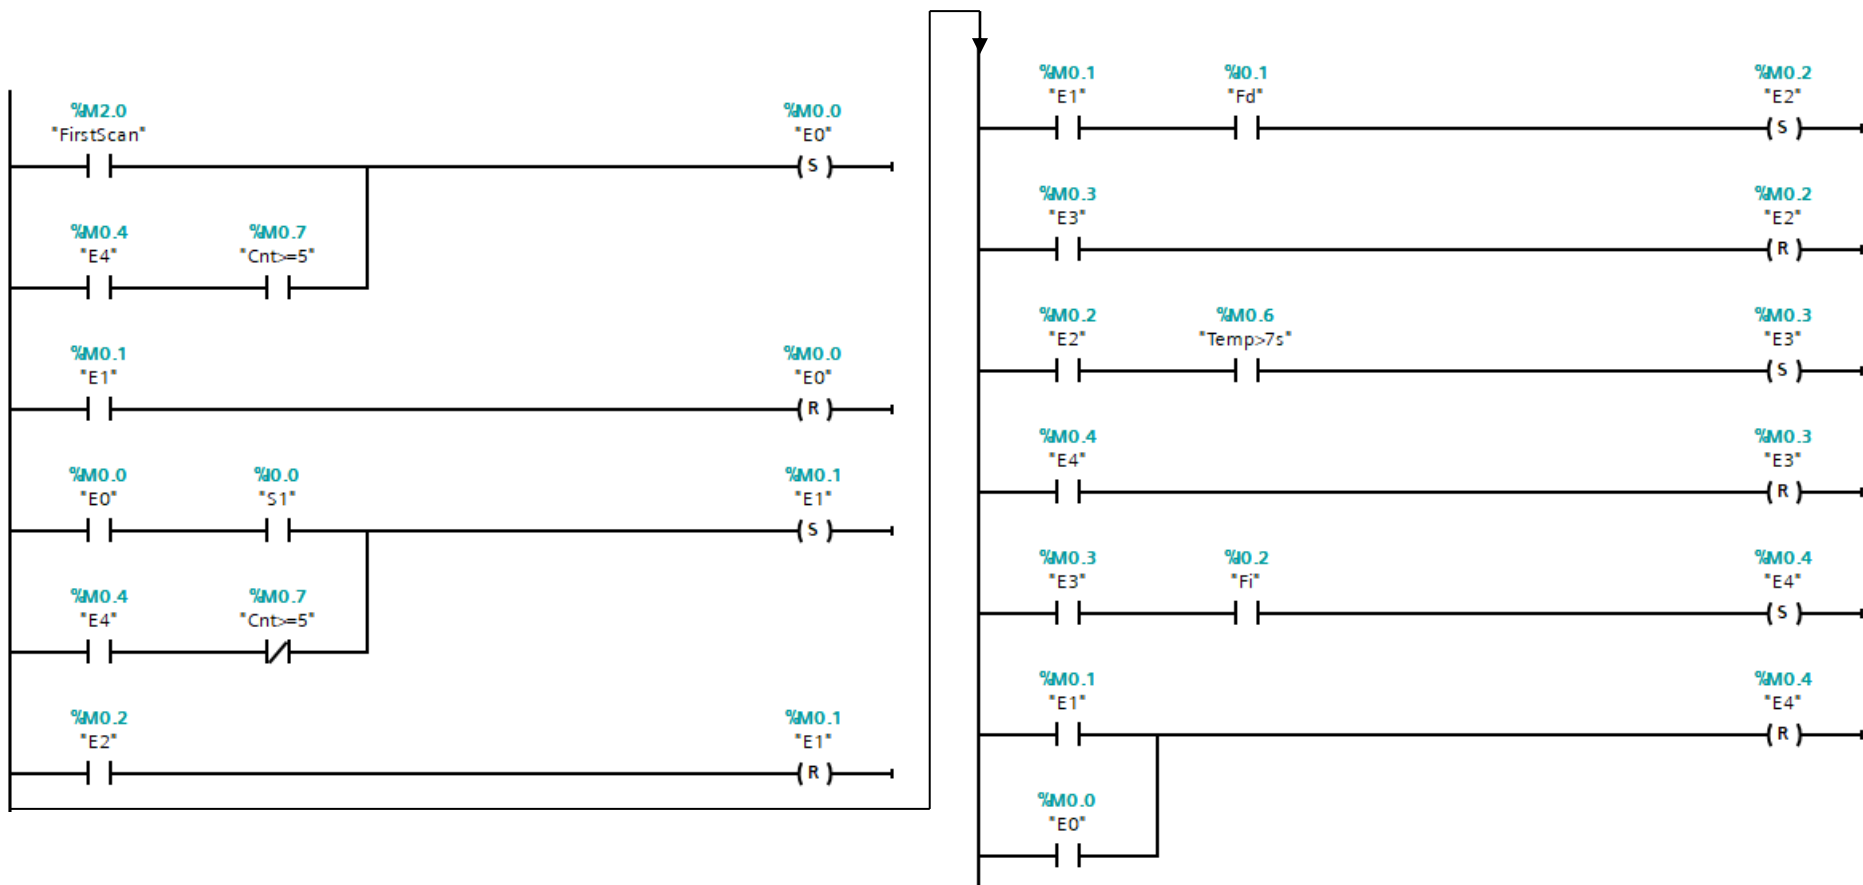 %M2.0
"FirstScan"
%M0.0
"E0"
S
%M0.4
"E4"
%M0.7
"Cnt>=5"
%M0.1
"E1"
%M0.0
"E0"
R
%M0.0
"E0"
%I0.0
"S1"
%M0.1
"E1"
S
%M0.4
"E4"
%M0.7
"Cnt>=5"
%M0.2
"E2"
%M0.1
"E1"
R
%M0.1
"E1"
%I0.1
"Fd"
%M0.2
"E2"
S
%M0.3
"E3"
%M0.2
"E2"
R
%M0.2
"E2"
%M0.6
"Temp>7s"
%M0.3
"E3"
S
%M0.4
"E4"
%M0.3
"E3"
R
%M0.3
"E3"
%I0.2
"Fi"
%M0.4
"E4"
S
%M0.1
"E1"
%M0.4
"E4"
R
%M0.0
"E0"